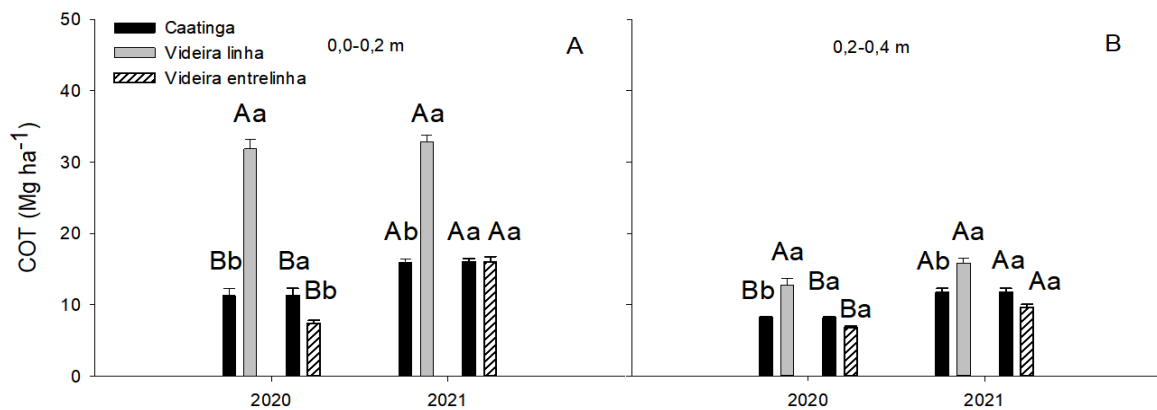 50
40
30
20
10
0
COT (Mg ha⁻¹)
Caatinga
Videira linha
Videira entrelinha
0,0-0,2 m
A
Bb
Aa
Ba
Bb
Ab
Aa
Aa
Aa
2020
2021
0,2-0,4 m
B
Bb
Aa
Ba
Ba
Ab
Aa
Aa
Aa
2020
2021